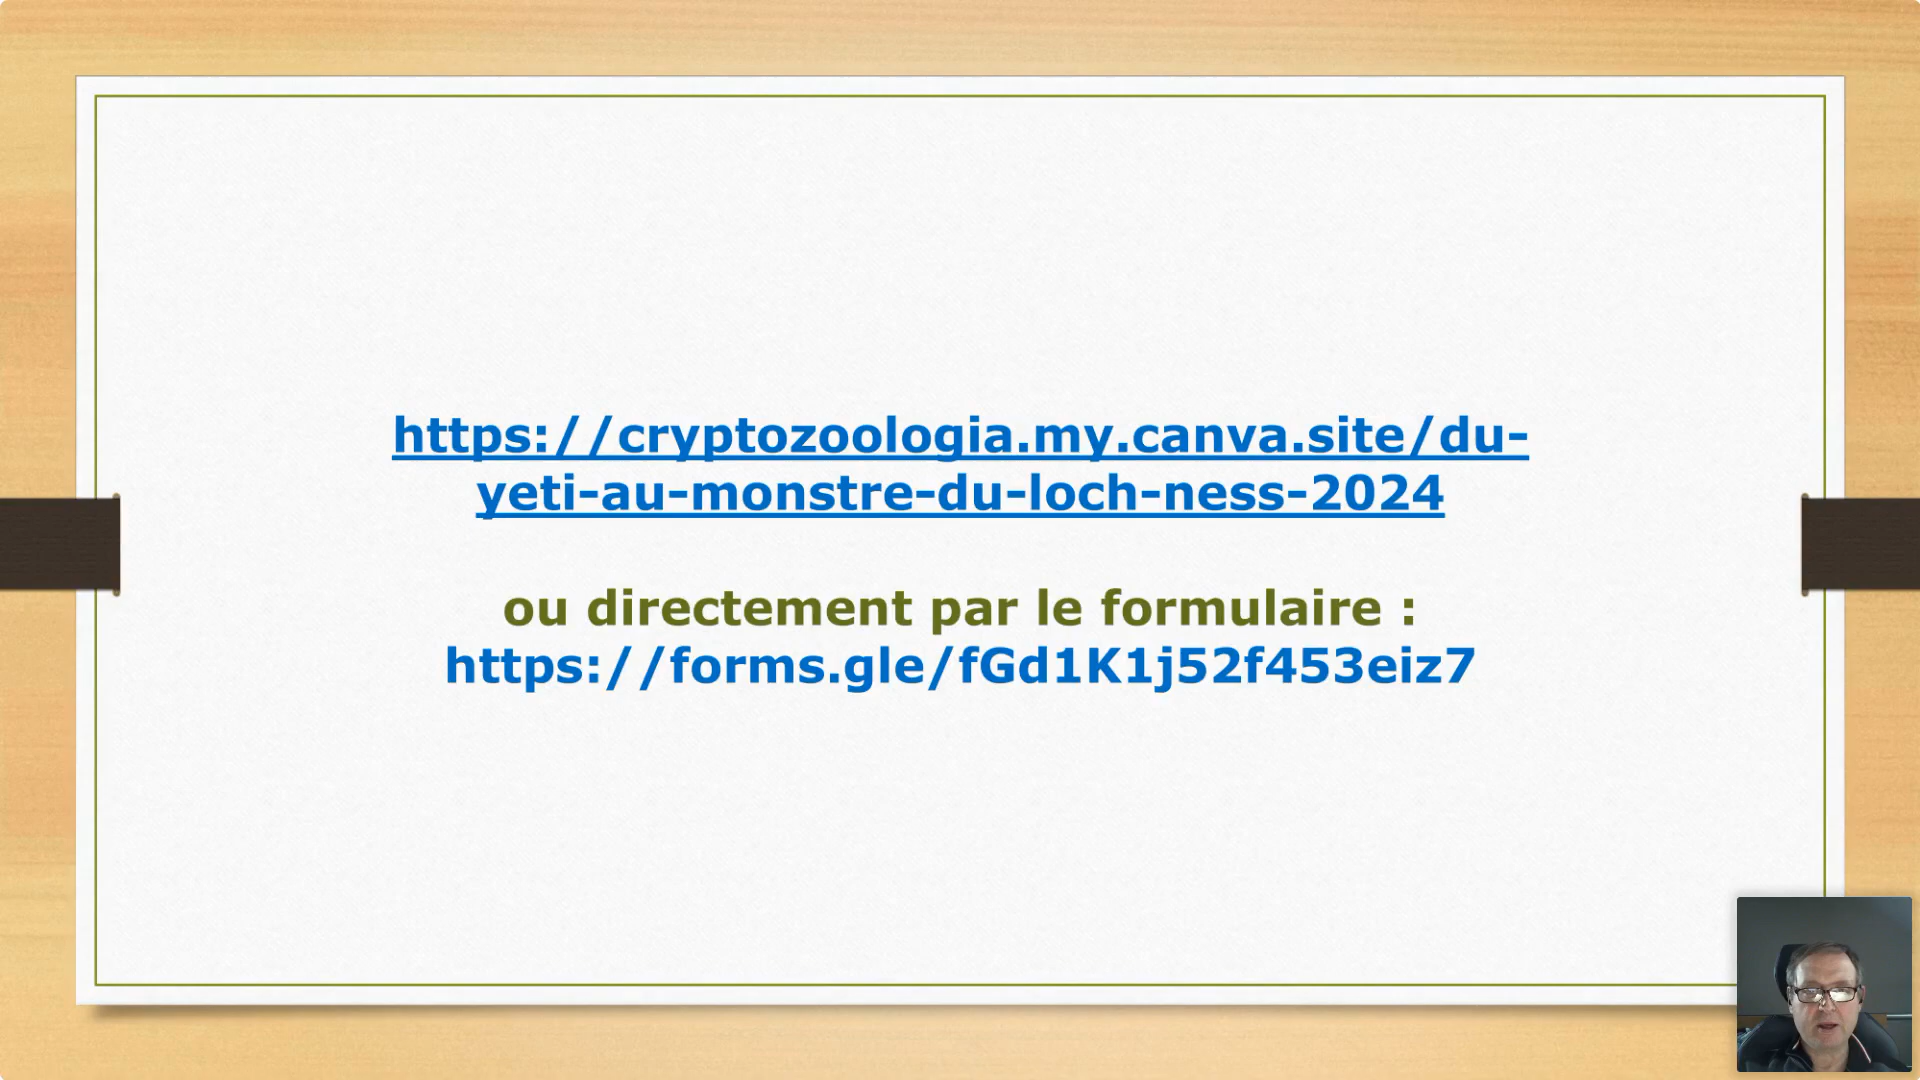 https://cryptozoologia.my.canva.site/du-
yeti-au-monstre-du-loch-ness-2024
ou directement par le formulaire :
https://forms.gle/fGd1K1j52f453eiz7